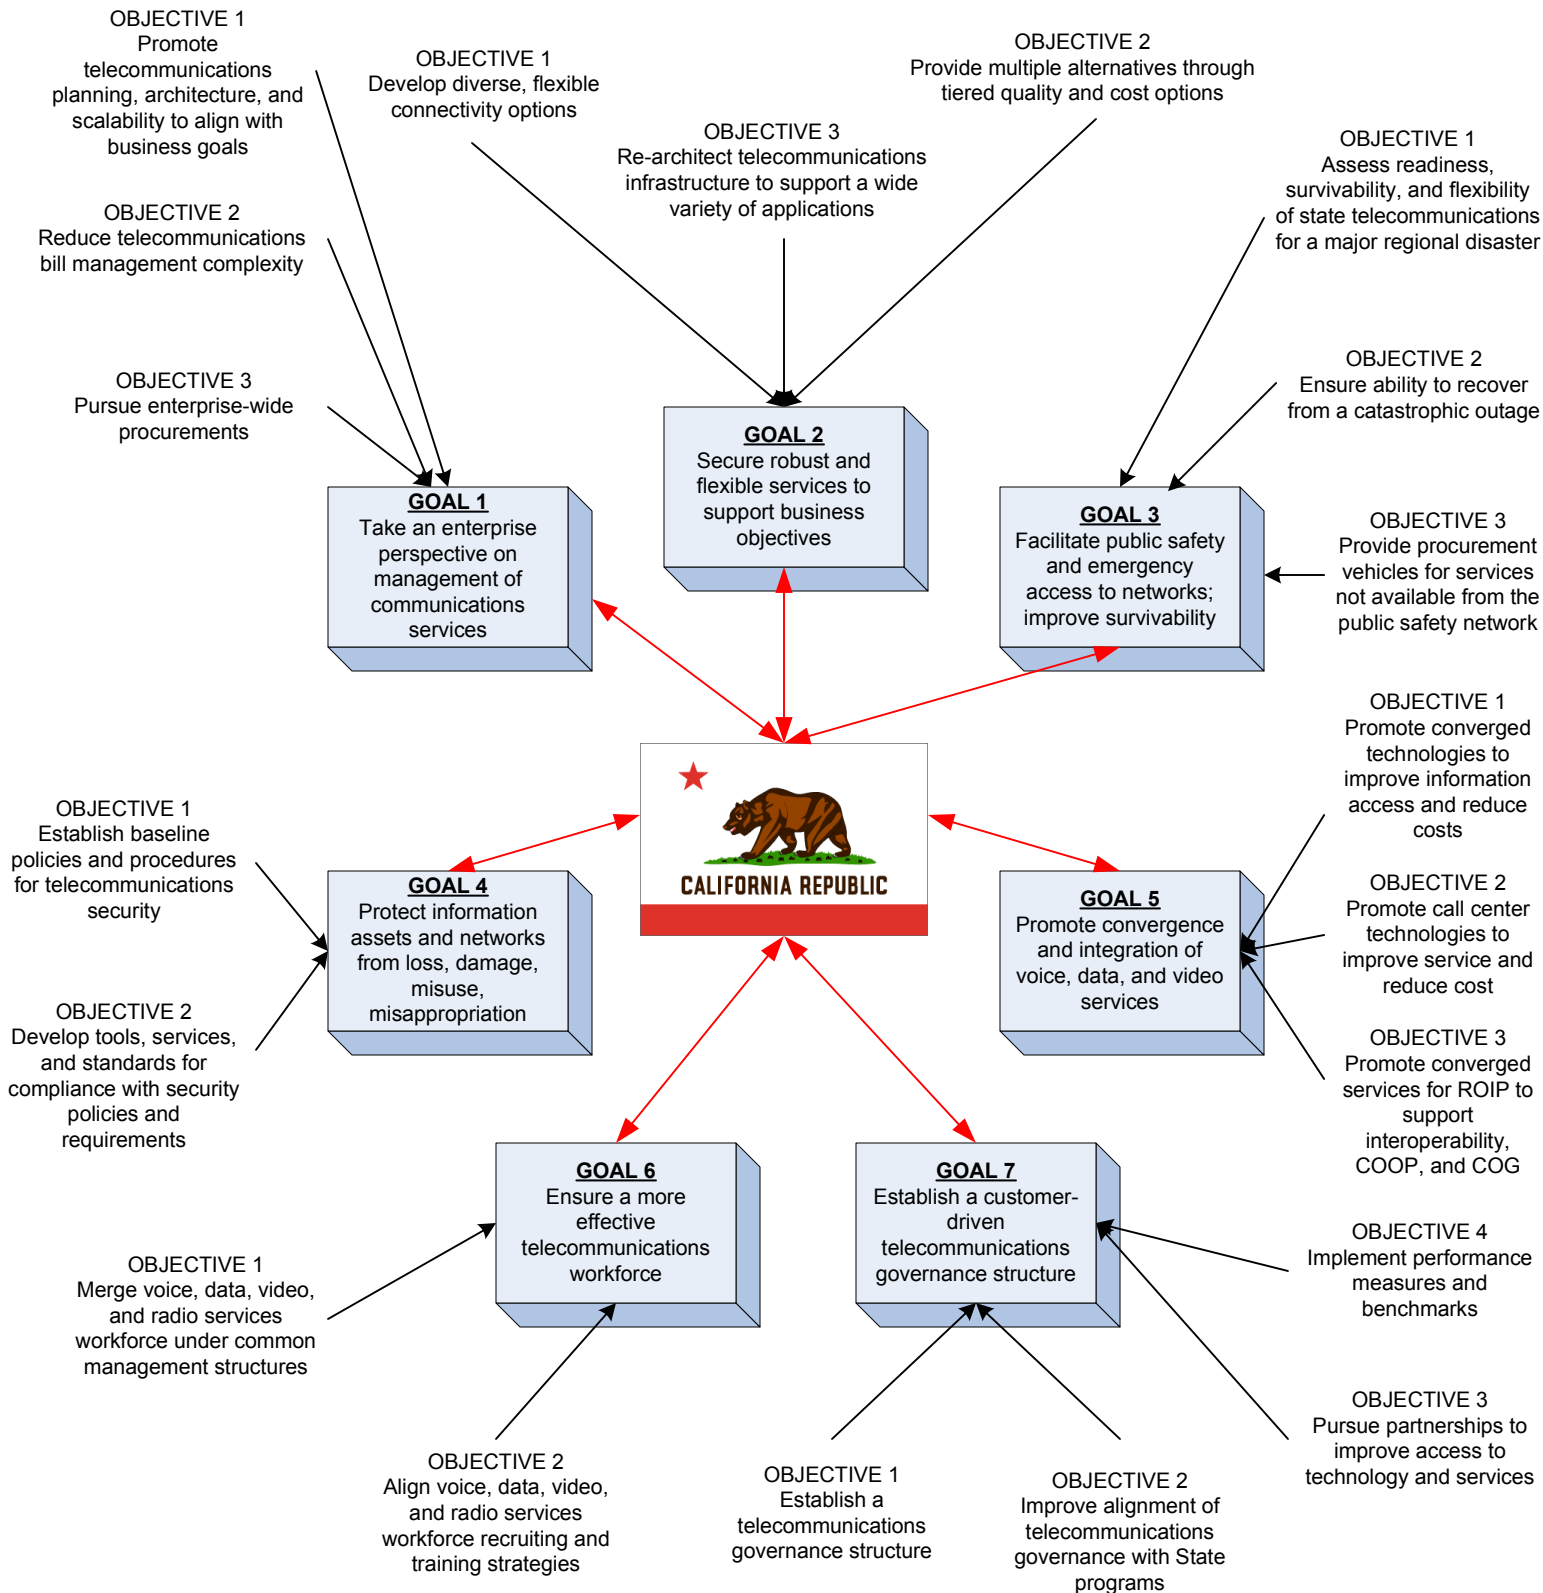 OBJECTIVE 1
Promote
telecommunications
planning, architecture, and
scalability to align with
business goals
OBJECTIVE 1
Develop diverse, flexible
connectivity options
OBJECTIVE 2
Provide multiple alternatives through
tiered quality and cost options
OBJECTIVE 3
Re-architect telecommunications
infrastructure to support a wide
variety of applications
OBJECTIVE 1
Assess readiness,
survivability, and flexibility
of state telecommunications
for a major regional disaster
OBJECTIVE 2
Reduce telecommunications
bill management complexity
OBJECTIVE 3
Pursue enterprise-wide
procurements
OBJECTIVE 2
Ensure ability to recover
from a catastrophic outage
GOAL 1
Take an enterprise
perspective on
management of
communications
services
GOAL 2
Secure robust and
flexible services to
support business
objectives
GOAL 3
Facilitate public safety
and emergency
access to networks;
improve survivability
OBJECTIVE 3
Provide procurement
vehicles for services
not available from the
public safety network
CALIFORNIA REPUBLIC
OBJECTIVE 1
Establish baseline
policies and procedures
for telecommunications
security
OBJECTIVE 2
Develop tools, services,
and standards for
compliance with security
policies and
requirements
GOAL 4
Protect information
assets and networks
from loss, damage,
misuse,
misappropriation
GOAL 5
Promote convergence
and integration of
voice, data, and video
services
OBJECTIVE 1
Promote converged
technologies to
improve information
access and reduce
costs
OBJECTIVE 2
Promote call center
technologies to
improve service and
reduce cost
OBJECTIVE 3
Promote converged
services for ROIP to
support
interoperability,
COOP, and COG
GOAL 6
Ensure a more
effective
telecommunications
workforce
GOAL 7
Establish a customer-
driven
telecommunications
governance structure
OBJECTIVE 1
Merge voice, data, video,
and radio services
workforce under common
management structures
OBJECTIVE 2
Align voice, data, video,
and radio services
workforce recruiting and
training strategies
OBJECTIVE 1
Establish a
telecommunications
governance structure
OBJECTIVE 2
Improve alignment of
telecommunications
governance with State
programs
OBJECTIVE 4
Implement performance
measures and
benchmarks
OBJECTIVE 3
Pursue partnerships to
improve access to
technology and services